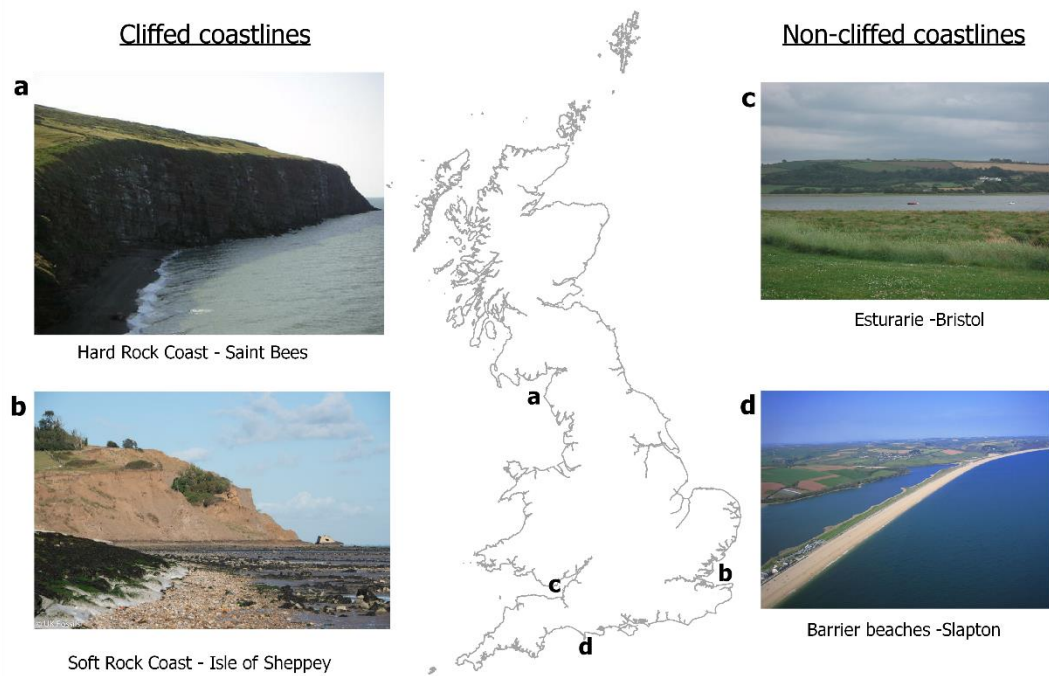 Cliffed coastlines
Non-cliffed coastlines
a
Hard Rock Coast - Saint Bees
b
Soft Rock Coast - Isle of Sheppey
c
Esturarie -Bristol
d
Barrier beaches -Slapton
a
b
c
d